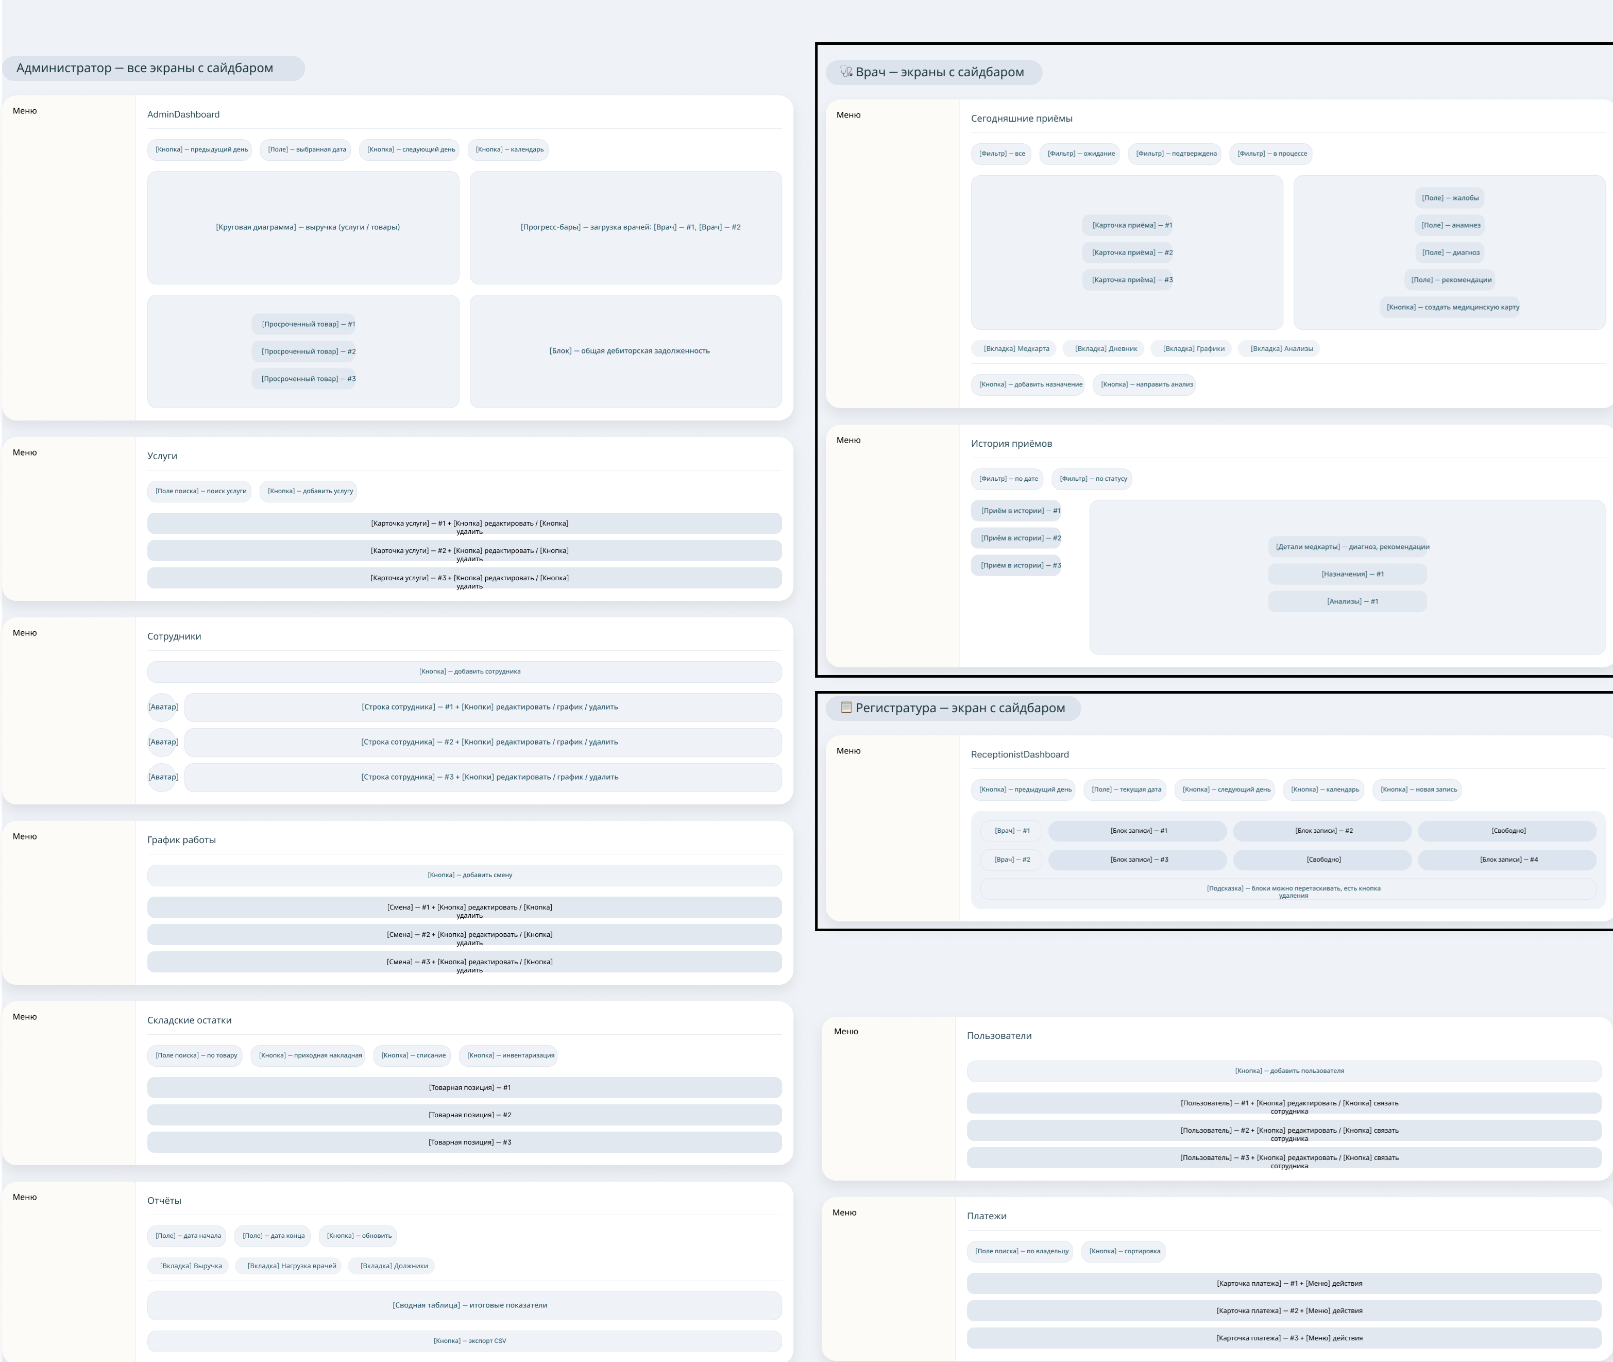 Администратор — все экраны с сайдбаром
Меню
AdminDashboard
[Кнопка] — предыдущий день
[Поле] — выбранная дата
[Кнопка] — следующий день
[Кнопка] — календарь
[Круговая диаграмма] — выручка (услуги / товары)
[Прогресс-бары] — загрузка врачей: [Врач] — #1, [Врач] — #2
[Просроченный товар] — #1
[Просроченный товар] — #2
[Просроченный товар] — #3
[Блок] — общая дебиторская задолженность
Меню
Услуги
[Поле поиска] — поиск услуги
[Кнопка] — добавить услугу
[Карточка услуги] — #1 + [Кнопка] редактировать / [Кнопка]
удалить
[Карточка услуги] — #2 + [Кнопка] редактировать / [Кнопка]
удалить
[Карточка услуги] — #3 + [Кнопка] редактировать / [Кнопка]
удалить
Меню
Сотрудники
[Кнопка] — добавить сотрудника
[Аватар]
[Строка сотрудника] — #1 + [Кнопки] редактировать / график / удалить
[Аватар]
[Строка сотрудника] — #2 + [Кнопки] редактировать / график / удалить
[Аватар]
[Строка сотрудника] — #3 + [Кнопки] редактировать / график / удалить
Меню
График работы
[Кнопка] — добавить смену
[Смена] — #1 + [Кнопка] редактировать / [Кнопка]
удалить
[Смена] — #2 + [Кнопка] редактировать / [Кнопка]
удалить
[Смена] — #3 + [Кнопка] редактировать / [Кнопка]
удалить
Меню
Складские остатки
[Поле поиска] — по товару
[Кнопка] — приходная накладная
[Кнопка] — списание
[Кнопка] — инвентаризация
[Товарная позиция] — #1
[Товарная позиция] — #2
[Товарная позиция] — #3
Меню
Отчёты
[Поле] — дата начала
[Поле] — дата конца
[Кнопка] — обновить
[Вкладка] Выручка
[Вкладка] Нагрузка врачей
[Вкладка] Должники
[Сводная таблица] — итоговые показатели
[Кнопка] — экспорт CSV
Врач — экраны с сайдбаром
Меню
Сегодняшние приёмы
[Фильтр] — все
[Фильтр] — ожидание
[Фильтр] — подтверждена
[Фильтр] — в процессе
[Карточка приёма] — #1
[Карточка приёма] — #2
[Карточка приёма] — #3
[Поле] — жалобы
[Поле] — анамнез
[Поле] — диагноз
[Поле] — рекомендации
[Кнопка] — создать медицинскую карту
[Вкладка] Медкарта
[Вкладка] Дневник
[Вкладка] Графики
[Вкладка] Анализы
[Кнопка] — добавить назначение
[Кнопка] — направить анализ
Меню
История приёмов
[Фильтр] — по дате
[Фильтр] — по статусу
[Приём в истории] — #1
[Приём в истории] — #2
[Приём в истории] — #3
[Детали медкарты] — диагноз, рекомендации
[Назначения] — #1
[Анализы] — #1
Регистратура — экран с сайдбаром
Меню
ReceptionistDashboard
[Кнопка] — предыдущий день
[Поле] — текущая дата
[Кнопка] — следующий день
[Кнопка] — календарь
[Кнопка] — новая запись
[Врач] — #1
[Блок записи] — #1
[Блок записи] — #2
[Свободно]
[Врач] — #2
[Блок записи] — #3
[Свободно]
[Блок записи] — #4
[Подсказка] — блоки можно перетаскивать, есть кнопка
удаления
Меню
Пользователи
[Кнопка] — добавить пользователя
[Пользователь] — #1 + [Кнопка] редактировать / [Кнопка] связать
сотрудника
[Пользователь] — #2 + [Кнопка] редактировать / [Кнопка] связать
сотрудника
[Пользователь] — #3 + [Кнопка] редактировать / [Кнопка] связать
сотрудника
Меню
Платежи
[Поле поиска] — по владельцу
[Кнопка] — сортировка
[Карточка платежа] — #1 + [Меню] действия
[Карточка платежа] — #2 + [Меню] действия
[Карточка платежа] — #3 + [Меню] действия